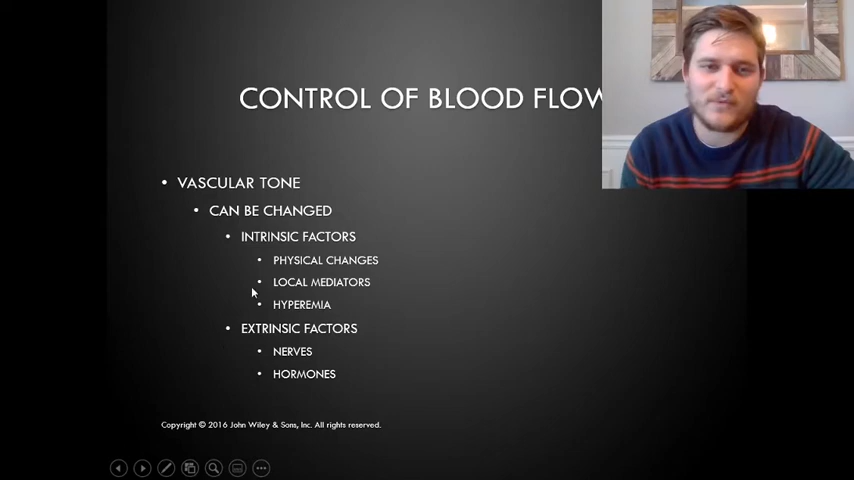 CONTROL OF BLOOD FLOW
• VASCULAR TONE
• CAN BE CHANGED
• INTRINSIC FACTORS
• PHYSICAL CHANGES
• LOCAL MEDIATORS
• HYPEREMIA
• EXTRINSIC FACTORS
• NERVES
• HORMONES
Copyright © 2016 John Wiley & Sons, Inc. All rights reserved.